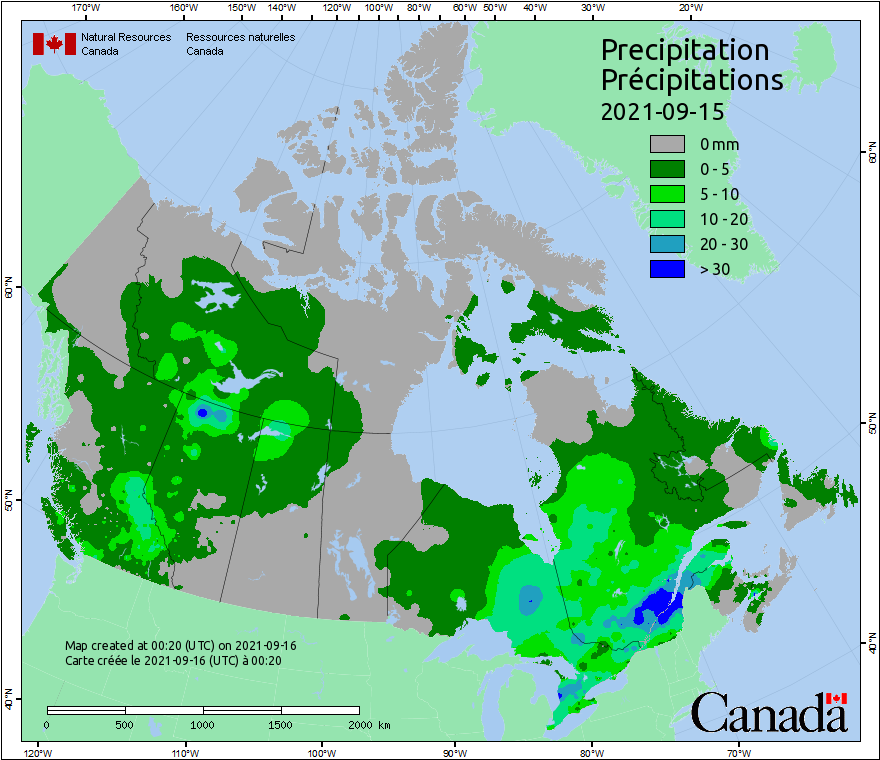 170°W 160°W 150°W 140°W 120°W 100°W 80°W 60°W 50°W 40°W 30°W 20°W
Natural Resources Ressources naturelles
Canada Canada
Precipitation
Précipitations
2021-09-15
0 mm
0 - 5
5 - 10
10 - 20
20 - 30
> 30
60°N
60°N
50°N
50°N
40°N
40°N
Map created at 00:20 (UTC) on 2021-09-16
Carte créée le 2021-09-16 (UTC) à 00:20
0 500 1000 1500 2000 km
Canada
120°W 110°W 100°W 90°W 80°W 70°W